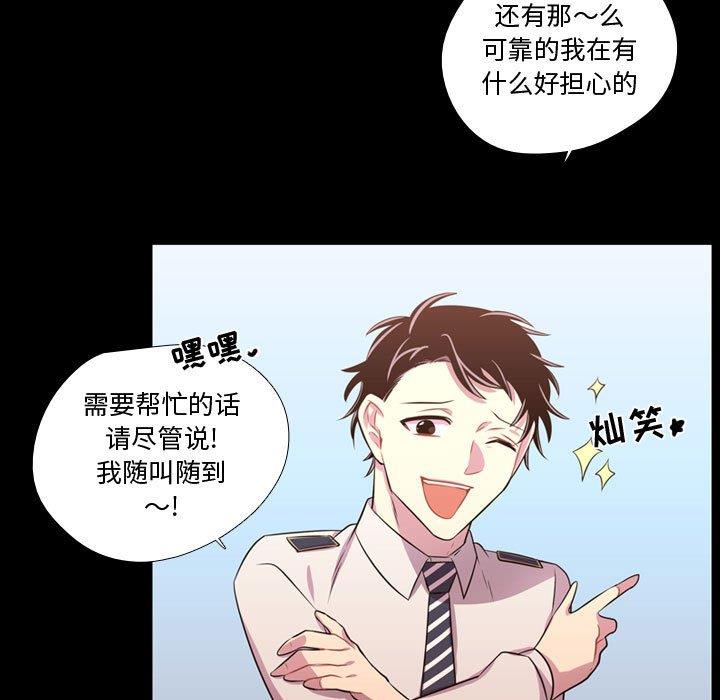 还有那～么
可靠的我在有
什么好担心的
嘿嘿
需要帮忙的话
请尽管说!
我随叫随到
～!
灿笑